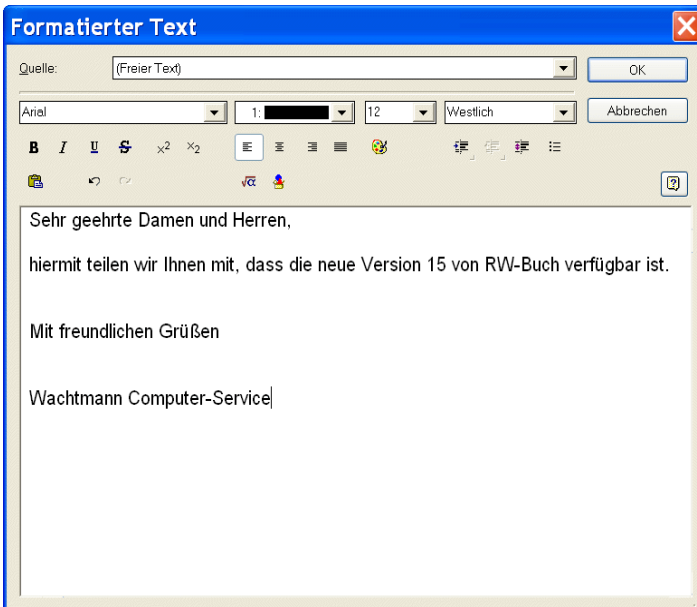 Formatierter Text
Quelle: (Freier Text) OK
Arial 1: 12 Westlich Abbrechen
B I U S x² ×₂
√α
Sehr geehrte Damen und Herren,
hiermit teilen wir Ihnen mit, dass die neue Version 15 von RW-Buch verfügbar ist.
Mit freundlichen Grüßen
Wachtmann Computer-Service